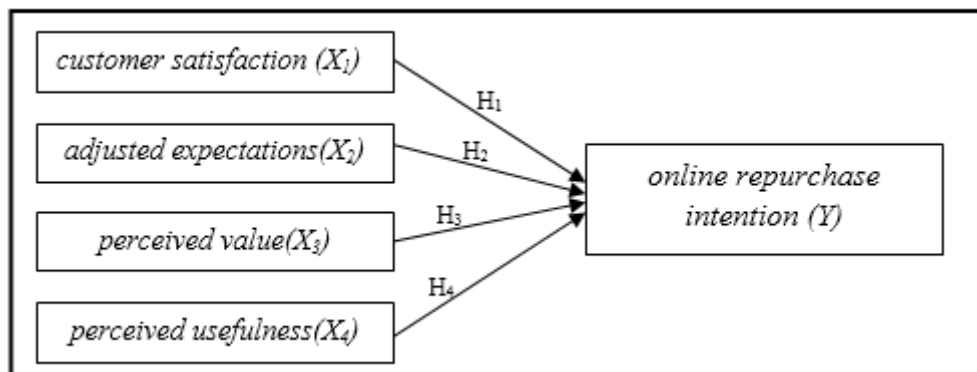 customer satisfaction (X₁)
H₁
adjusted expectations(X₂)
H₂
online repurchase
intention (Y)
H₃
perceived value(X₃)
H₄
perceived usefulness(X₄)